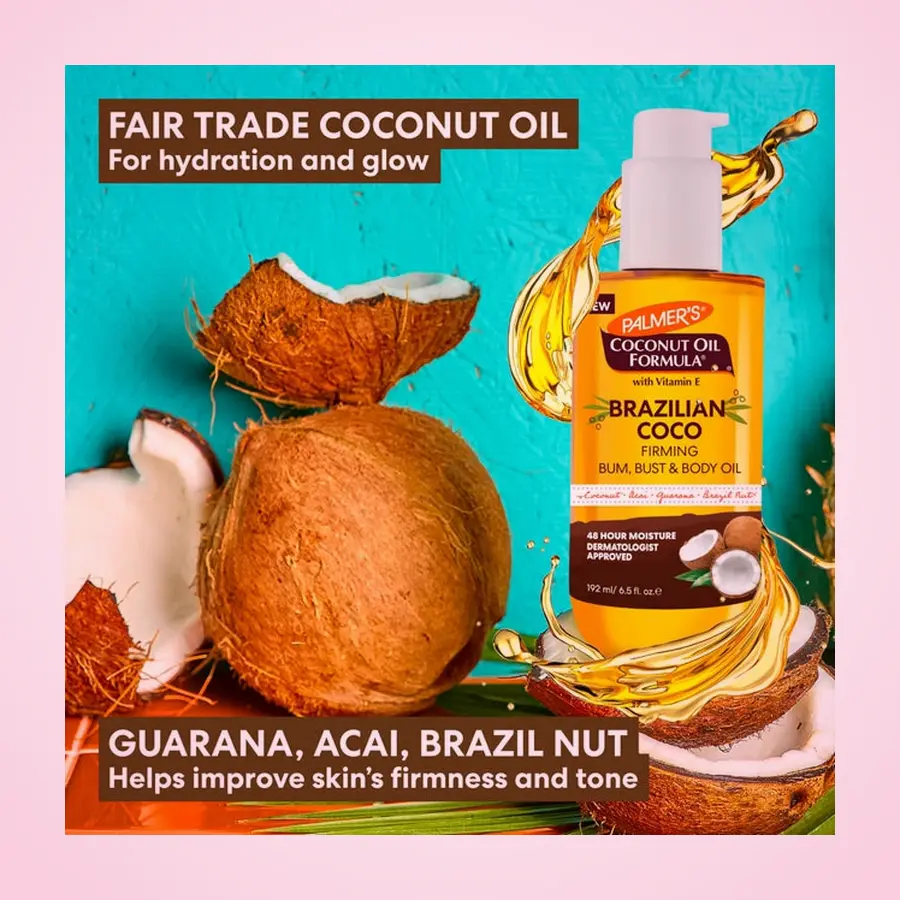 FAIR TRADE COCONUT OIL
For hydration and glow
EW
PALMER'S®
COCONUT OIL
FORMULA®
with Vitamin E
BRAZILIAN
COCO
FIRMING
BUM, BUST & BODY OIL
Coconut • Acai • Guarana • Brazil Nut
48 HOUR MOISTURE
DERMATOLOGIST
APPROVED
192 ml/ 6.5 fl. oz.℮
GUARANA, ACAI, BRAZIL NUT
Helps improve skin's firmness and tone